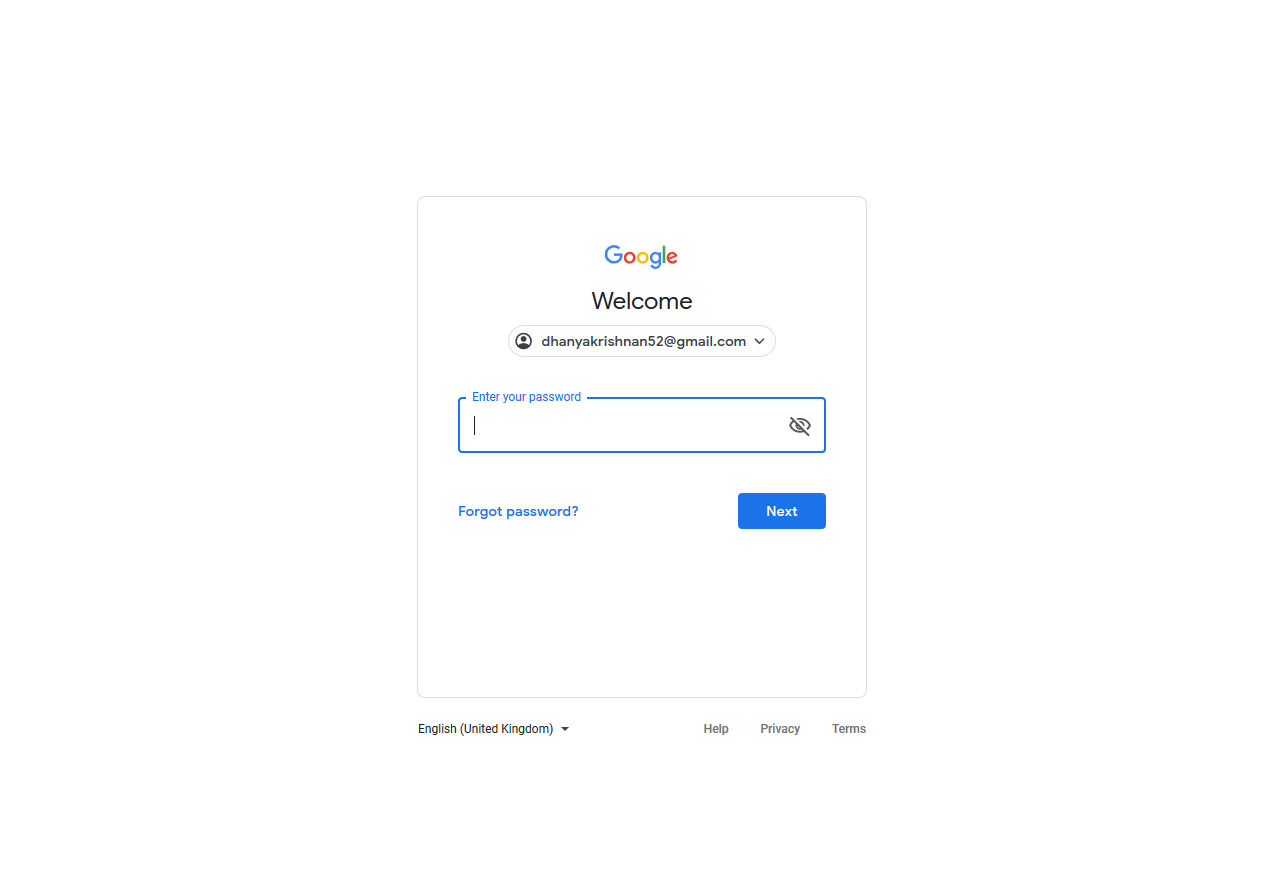 Google
Welcome
dhanyakrishnan52@gmail.com
Enter your password
Forgot password?
Next
English (United Kingdom)
Help
Privacy
Terms